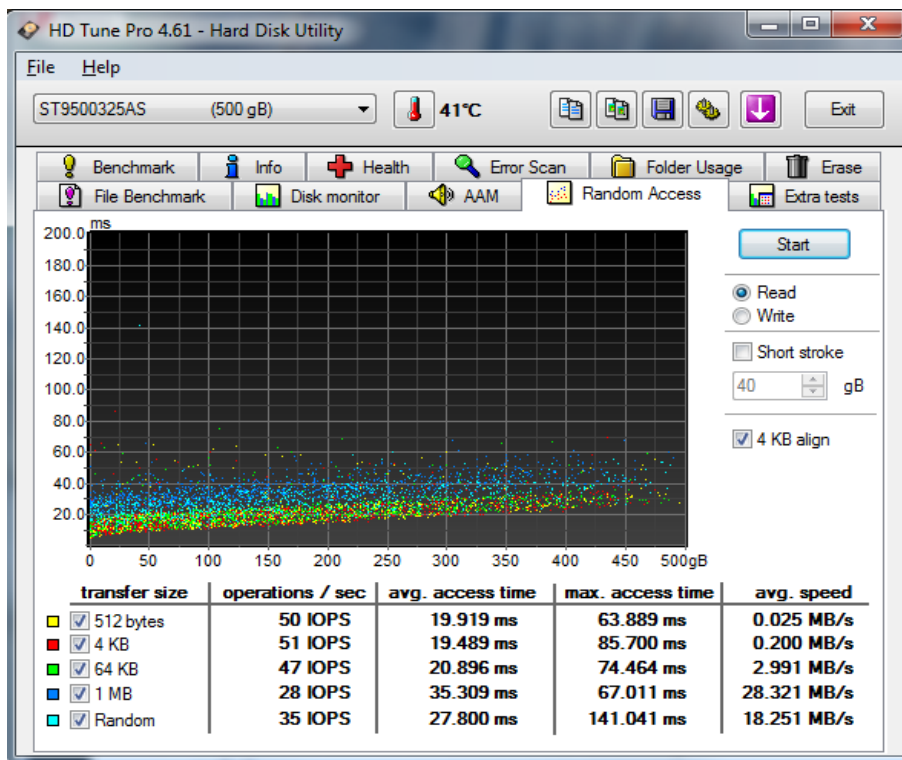 HD Tune Pro 4.61 - Hard Disk Utility
File Help
ST9500325AS (500 gB) 41°C Exit
Benchmark Info Health Error Scan Folder Usage Erase
File Benchmark Disk monitor AAM Random Access Extra tests
ms
200.0
180.0
160.0
140.0
120.0
100.0
80.0
60.0
40.0
20.0
0 50 100 150 200 250 300 350 400 450 500gB
Start
Read
Write
Short stroke
40 gB
4 KB align
transfer size operations / sec avg. access time max. access time avg. speed
512 bytes 50 IOPS 19.919 ms 63.889 ms 0.025 MB/s
4 KB 51 IOPS 19.489 ms 85.700 ms 0.200 MB/s
64 KB 47 IOPS 20.896 ms 74.464 ms 2.991 MB/s
1 MB 28 IOPS 35.309 ms 67.011 ms 28.321 MB/s
Random 35 IOPS 27.800 ms 141.041 ms 18.251 MB/s